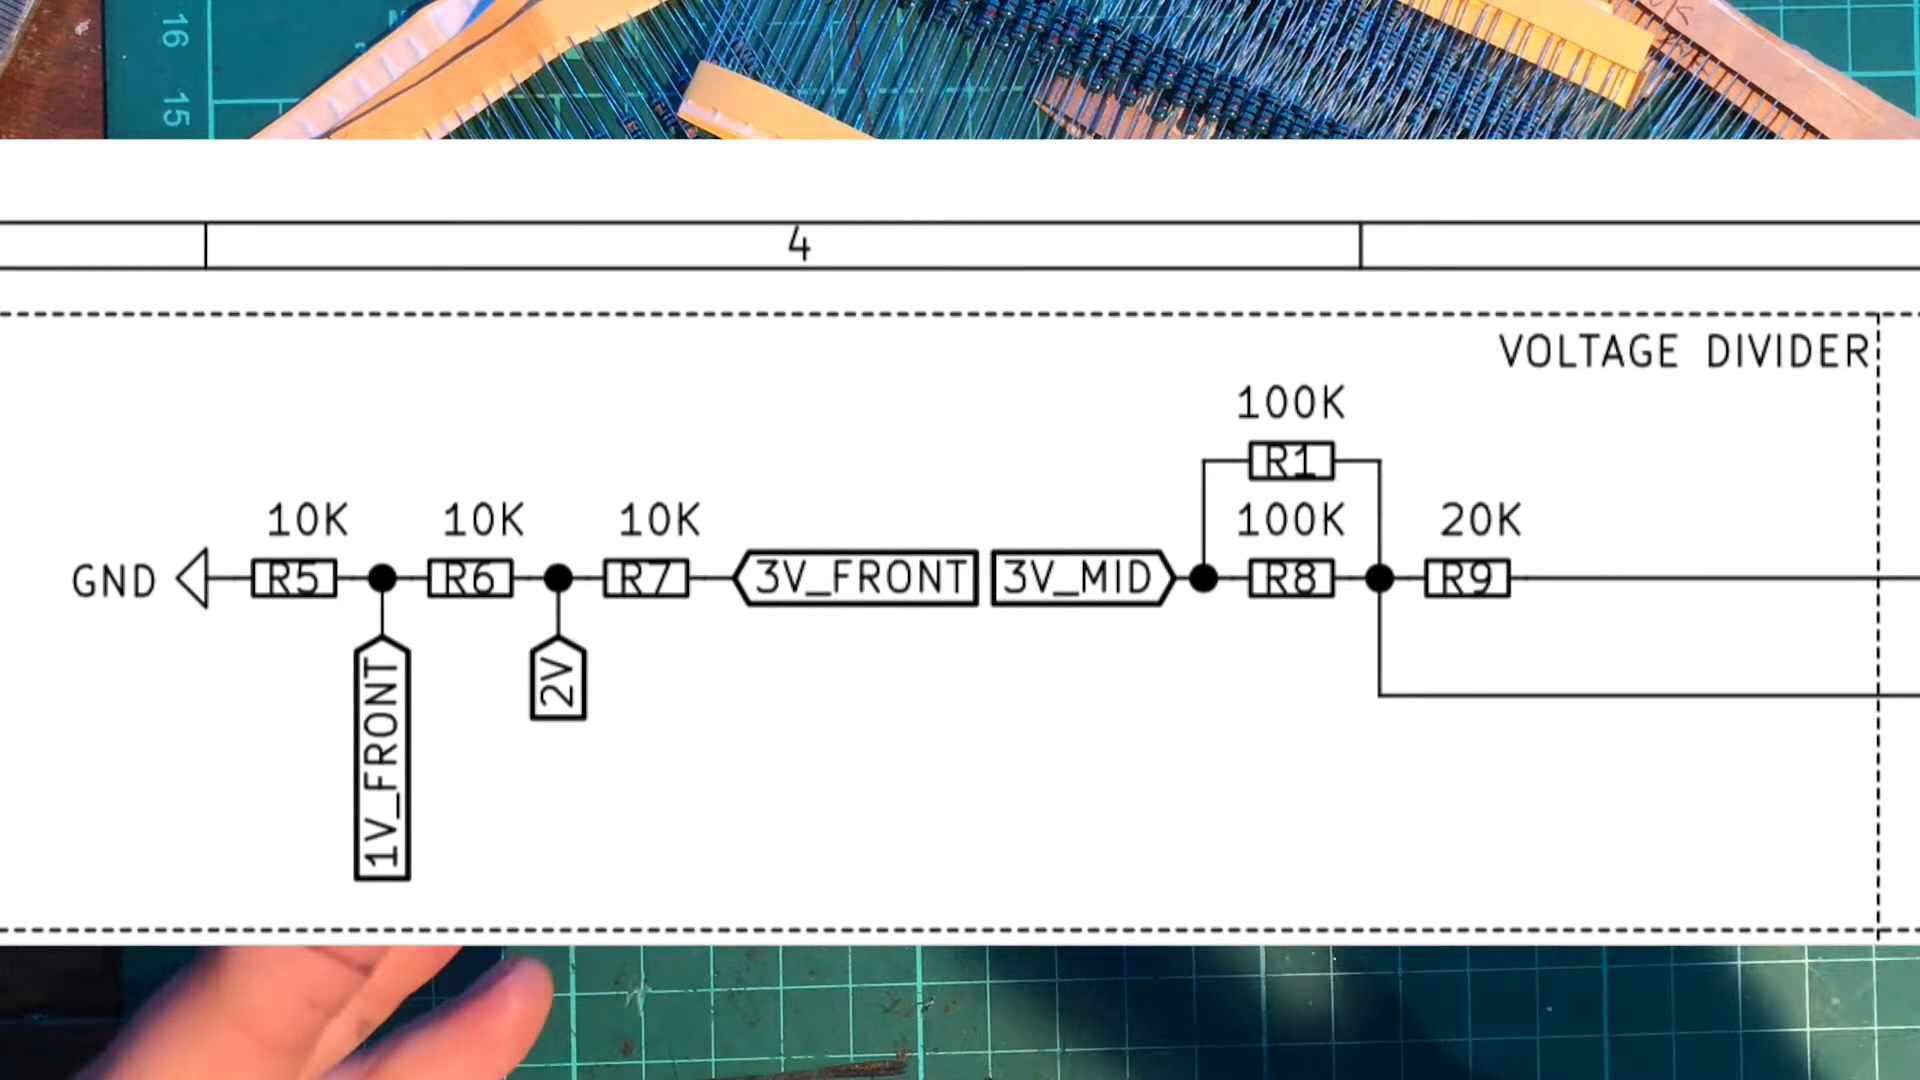 16
15
4
VOLTAGE DIVIDER
100K
R1
10K
10K
10K
100K
20K
GND
R5
R6
R7
3V_FRONT
3V_MID
R8
R9
1V_FRONT
2V